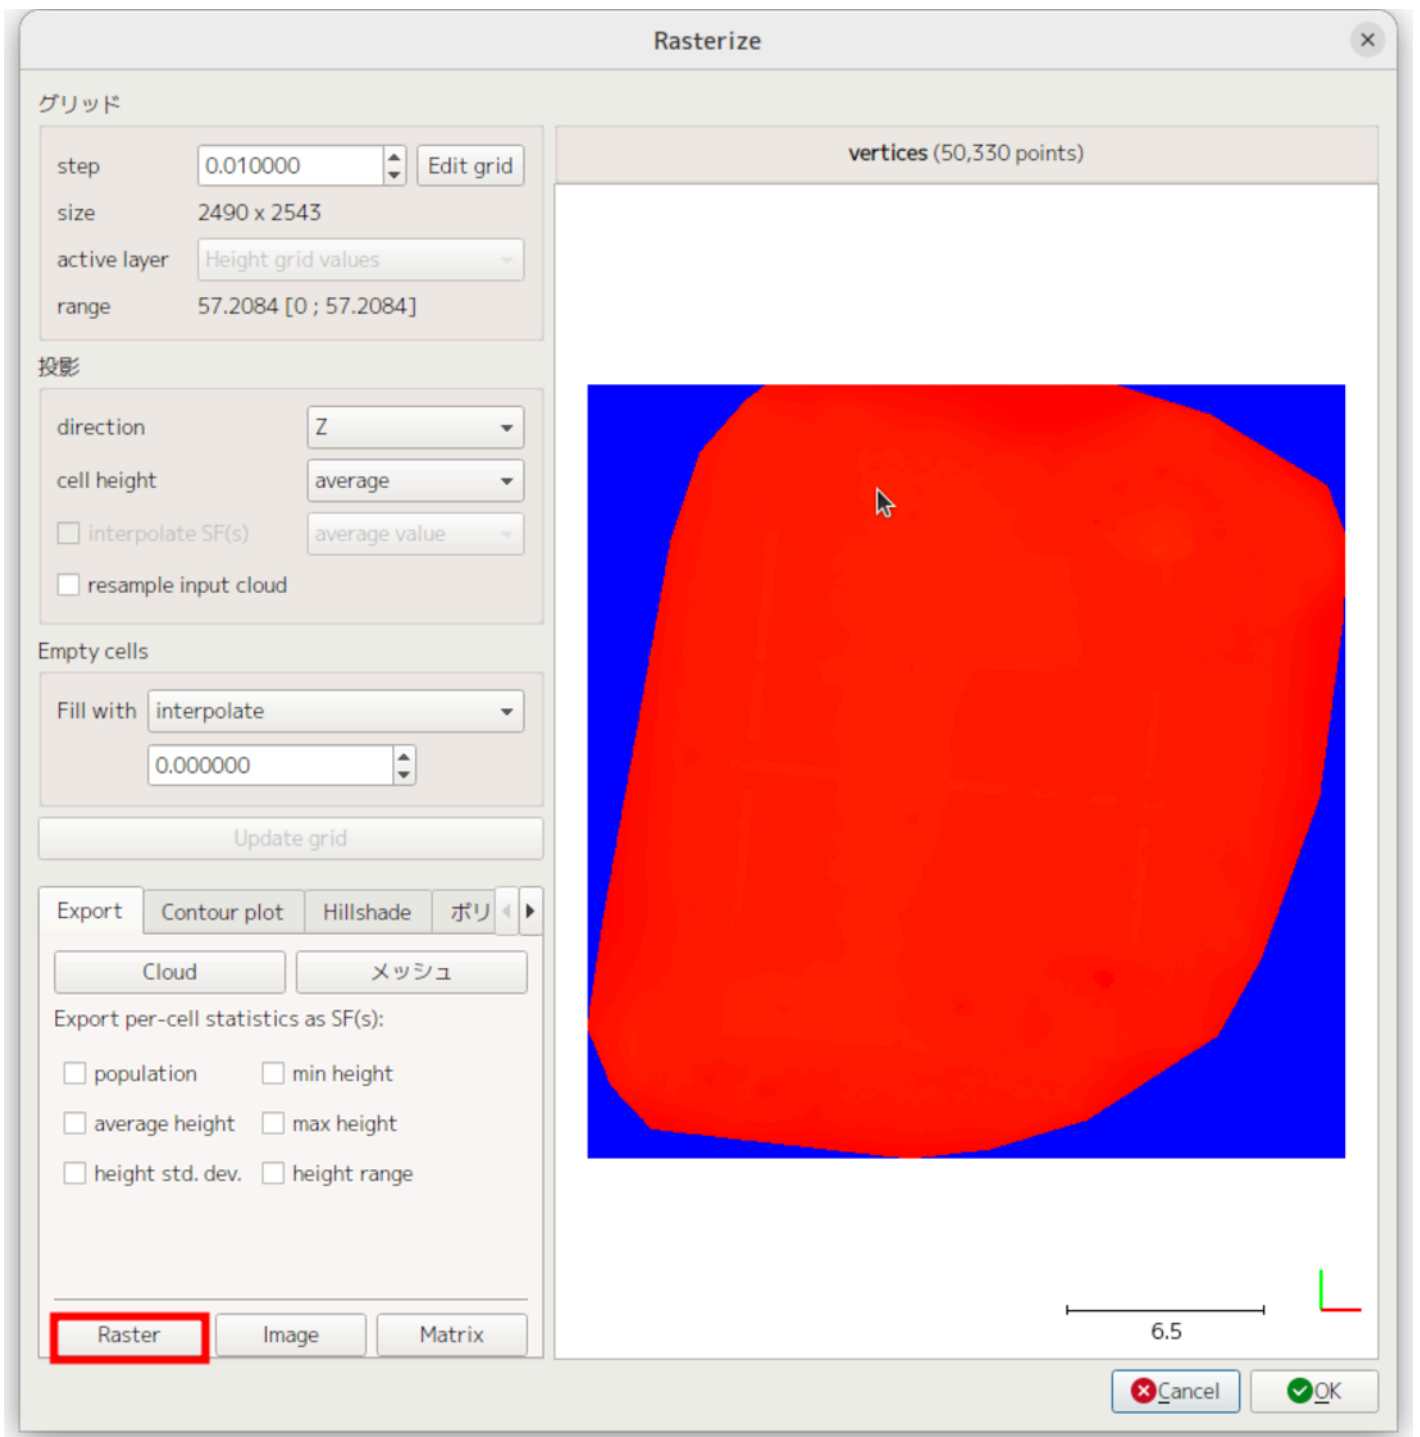 Rasterize
グリッド
step 0.010000 Edit grid
size 2490 x 2543
active layer Height grid values
range 57.2084 [0 ; 57.2084]
投影
direction Z
cell height average
interpolate SF(s) average value
resample input cloud
Empty cells
Fill with interpolate
0.000000
Update grid
Export Contour plot Hillshade ポリ
Cloud メッシュ
Export per-cell statistics as SF(s):
population min height
average height max height
height std. dev. height range
Raster Image Matrix
vertices (50,330 points)
6.5
Cancel OK